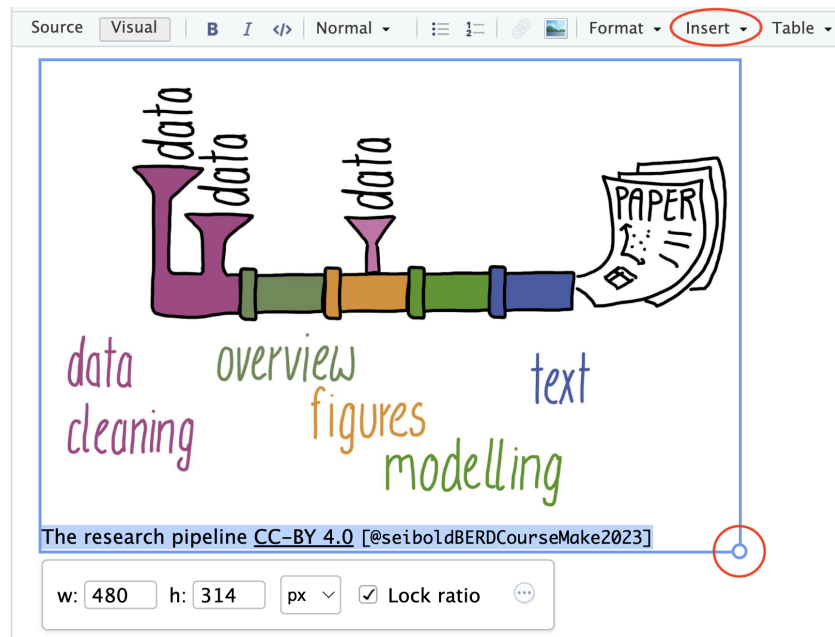 Source Visual B I </> Normal Format Insert Table
data
data
data
PAPER
data
cleaning
overview
figures
modelling
text
The research pipeline CC-BY 4.0 [@seiboldBERDCourseMake2023]
w: 480 h: 314 px Lock ratio